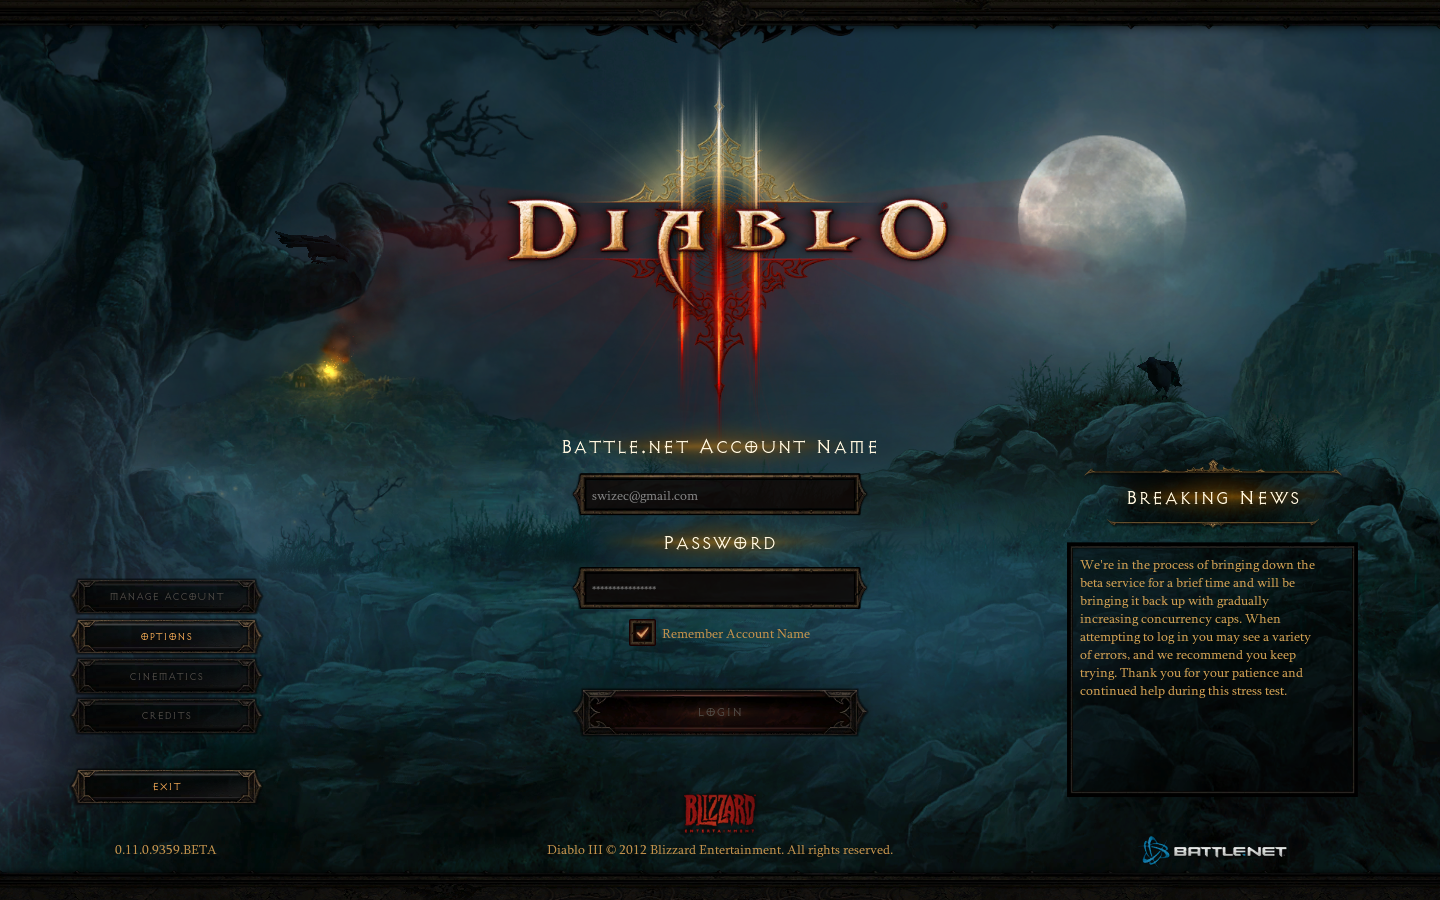 DIABLO
BATTLE.NET ACCOUNT NAME
swizec@gmail.com
PASSWORD
****************
Remember Account Name
LOGIN
MANAGE ACCOUNT
OPTIONS
CINEMATICS
CREDITS
EXIT
0.11.0.9359.BETA
BREAKING NEWS
We're in the process of bringing down the
beta service for a brief time and will be
bringing it back up with gradually
increasing concurrency caps. When
attempting to log in you may see a variety
of errors, and we recommend you keep
trying. Thank you for your patience and
continued help during this stress test.
BLIZZARD
ENTERTAINMENT
Diablo III © 2012 Blizzard Entertainment. All rights reserved.
BATTLE.NET